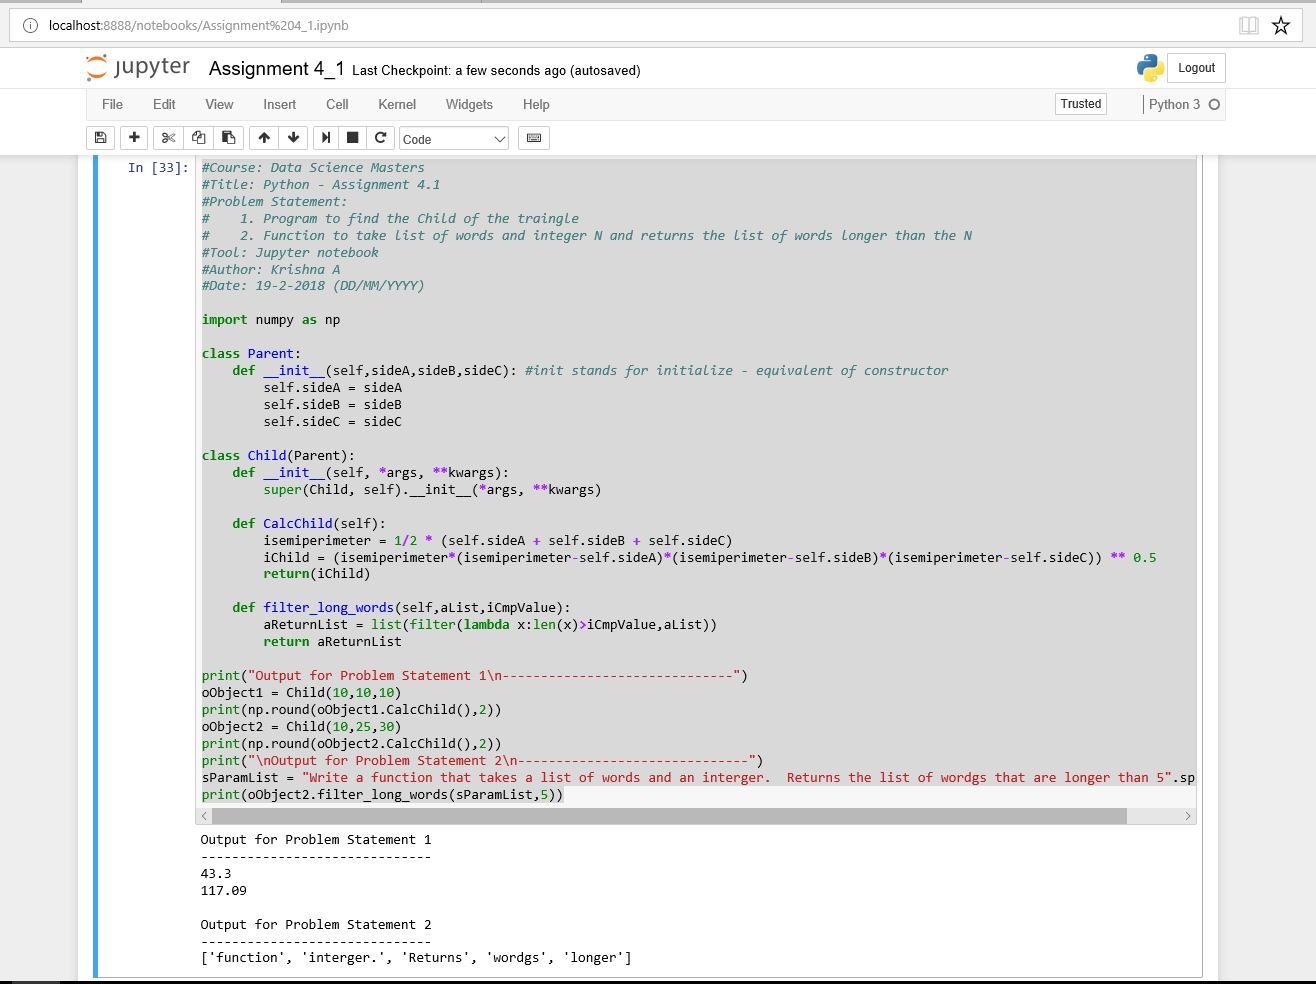 localhost:8888/notebooks/Assignment%204_1.ipynb
jupyter Assignment 4_1 Last Checkpoint: a few seconds ago (autosaved)
Logout
File Edit View Insert Cell Kernel Widgets Help
Trusted
Python 3
Code
In [33]:
#Course: Data Science Masters
#Title: Python - Assignment 4.1
#Problem Statement:
#    1. Program to find the Child of the traingle
#    2. Function to take list of words and integer N and returns the list of words longer than the N
#Tool: Jupyter notebook
#Author: Krishna A
#Date: 19-2-2018 (DD/MM/YYYY)
import numpy as np
class Parent:
    def __init__(self,sideA,sideB,sideC): #init stands for initialize - equivalent of constructor
        self.sideA = sideA
        self.sideB = sideB
        self.sideC = sideC
class Child(Parent):
    def __init__(self, *args, **kwargs):
        super(Child, self).__init__(*args, **kwargs)
    def CalcChild(self):
        isemiperimeter = 1/2 * (self.sideA + self.sideB + self.sideC)
        iChild = (isemiperimeter*(isemiperimeter-self.sideA)*(isemiperimeter-self.sideB)*(isemiperimeter-self.sideC)) ** 0.5
        return(iChild)
    def filter_long_words(self,aList,iCmpValue):
        aReturnList = list(filter(lambda x:len(x)>iCmpValue,aList))
        return aReturnList
print("Output for Problem Statement 1\n------------------------------")
oObject1 = Child(10,10,10)
print(np.round(oObject1.CalcChild(),2))
oObject2 = Child(10,25,30)
print(np.round(oObject2.CalcChild(),2))
print("\nOutput for Problem Statement 2\n------------------------------")
sParamList = "Write a function that takes a list of words and an interger.  Returns the list of wordgs that are longer than 5".sp
print(oObject2.filter_long_words(sParamList,5))
Output for Problem Statement 1
------------------------------
43.3
117.09
Output for Problem Statement 2
------------------------------
['function', 'interger.', 'Returns', 'wordgs', 'longer']